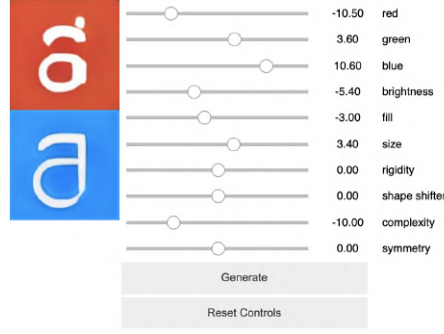 -10.50 red
3.60 green
10.60 blue
-5.40 brightness
-3.00 fill
3.40 size
0.00 rigidity
0.00 shape shifter
-10.00 complexity
0.00 symmetry
Generate
Reset Controls